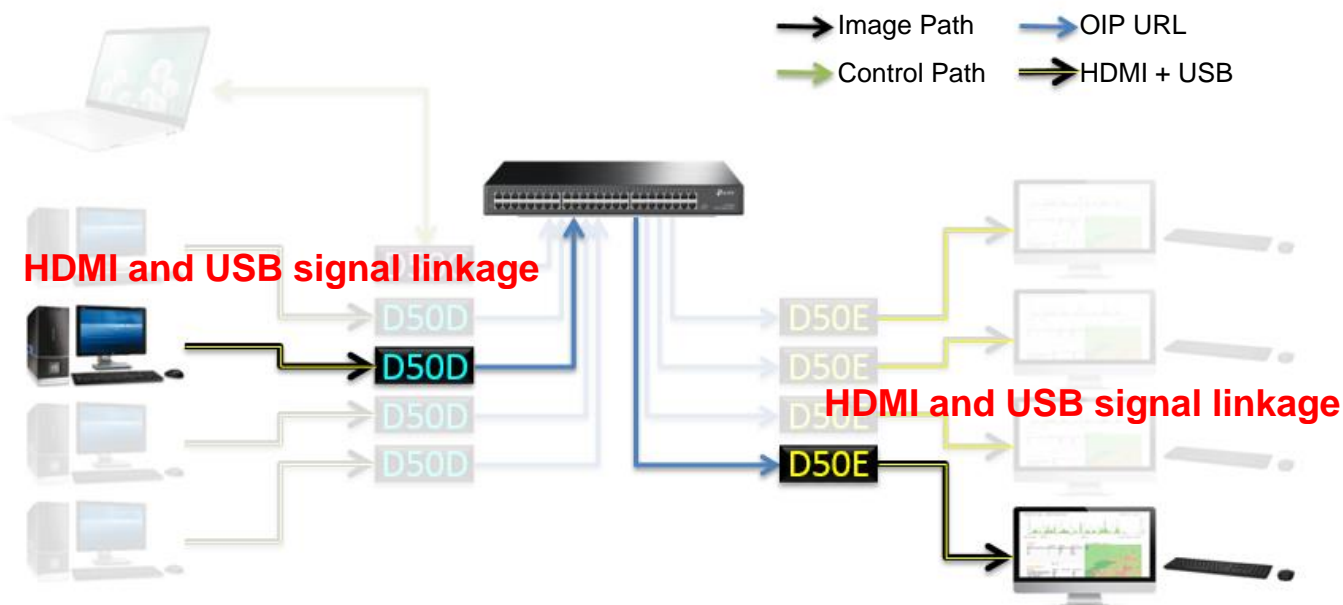 Image Path
OIP URL
Control Path
HDMI + USB
HDMI and USB signal linkage
D50D
D50E
D50D
D50E
HDMI and USB signal linkage
D50D
D50E
D50D
D50E